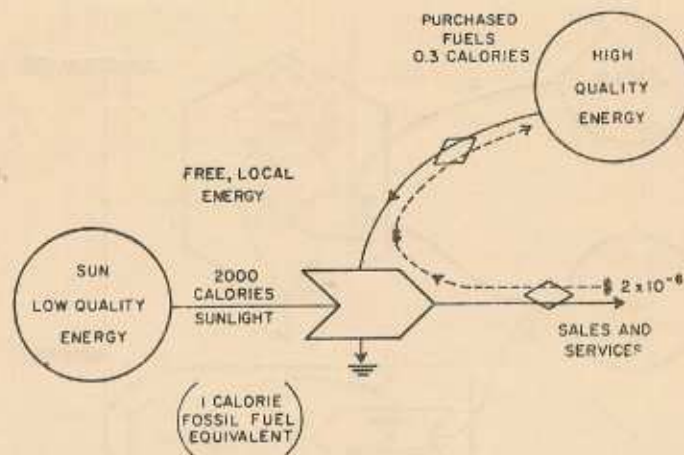 PURCHASED
FUELS
0.3 CALORIES
HIGH
QUALITY
ENERGY
FREE, LOCAL
ENERGY
SUN
LOW QUALITY
ENERGY
2000
CALORIES
SUNLIGHT
$ 2 x 10⁻⁶
SALES AND
SERVICES
(1 CALORIE
FOSSIL FUEL
EQUIVALENT)